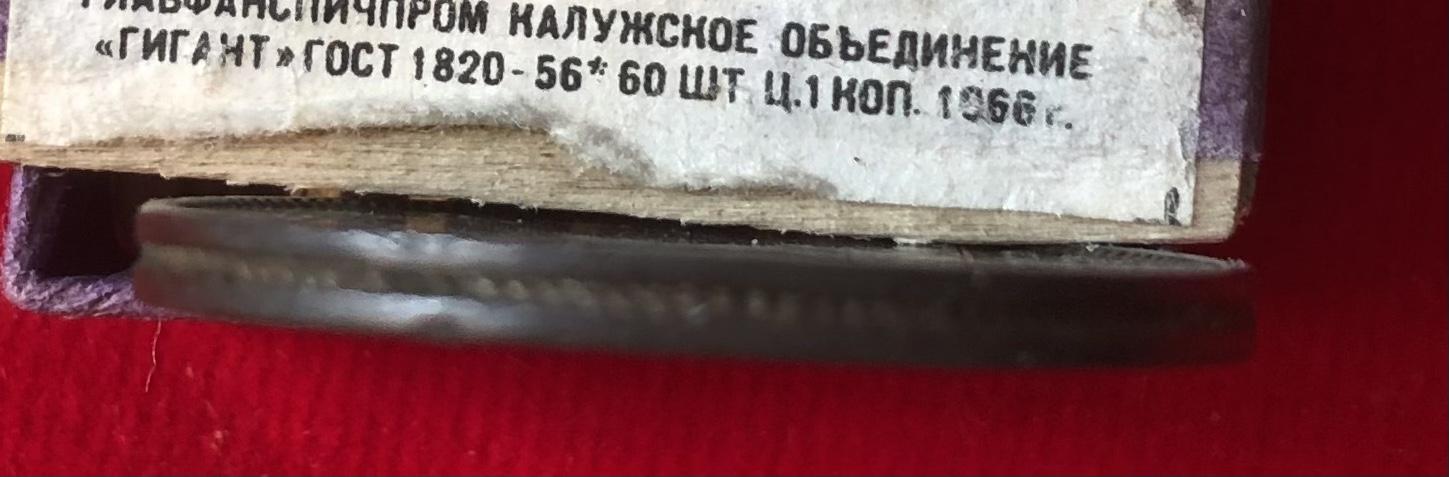 ГЛАВФАНСПИЧПРОМ КАЛУЖСКОЕ ОБЪЕДИНЕНИЕ
«ГИГАНТ» ГОСТ 1820-56* 60 ШТ Ц.1 КОП. 1966 г.